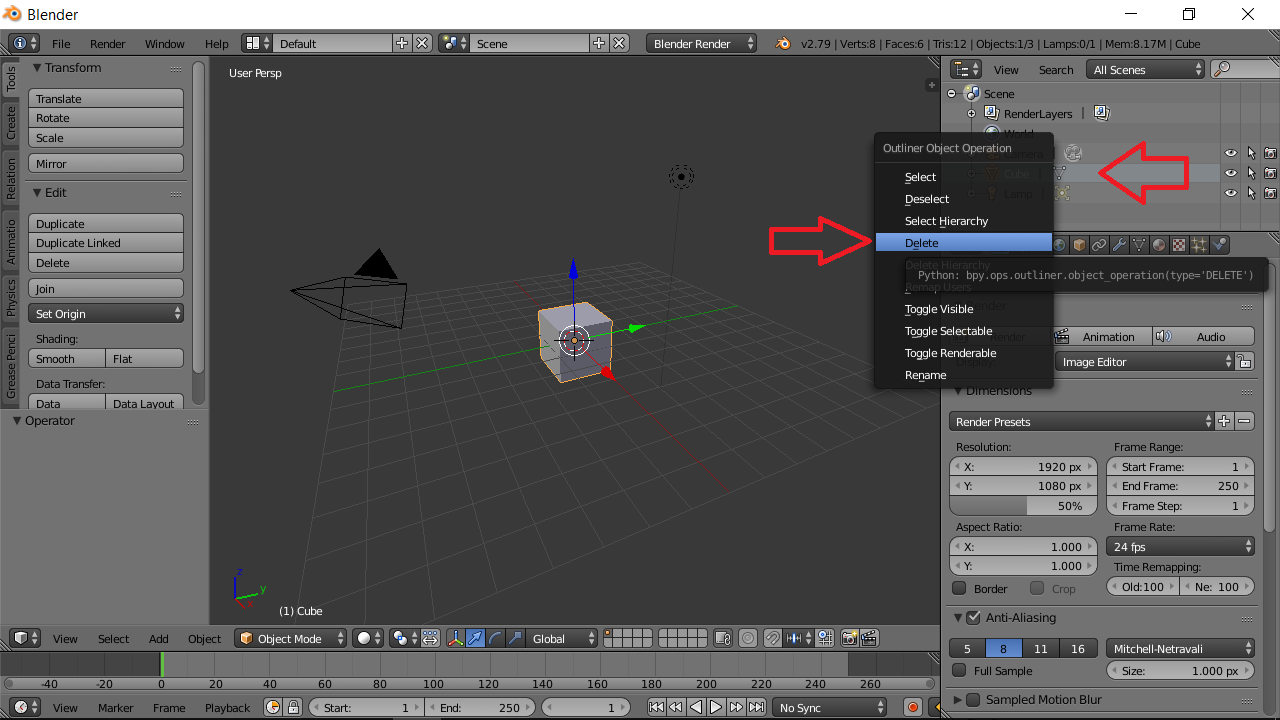 Blender
File Render Window Help Default Scene Blender Render v2.79 | Verts:8 | Faces:6 | Tris:12 | Objects:1/3 | Lamps:0/1 | Mem:8.17M | Cube
Tools
Create
Relation
Animatio
Physics
Grease Penci
Transform
Translate
Rotate
Scale
Mirror
Edit
Duplicate
Duplicate Linked
Delete
Join
Set Origin
Shading:
Smooth Flat
Data Transfer:
Data Data Layout
Operator
User Persp
z
y
x
(1) Cube
View Search All Scenes
Scene
RenderLayers |
World
Camera
Cube |
Lamp |
Outliner Object Operation
Select
Deselect
Select Hierarchy
Delete
Delete Hierarchy
Remap Users
Toggle Visible
Toggle Selectable
Toggle Renderable
Rename
Python: bpy.ops.outliner.object_operation(type='DELETE')
Render
Render Animation Audio
Display: Image Editor
Dimensions
Render Presets
Resolution: Frame Range:
X: 1920 px Start Frame: 1
Y: 1080 px End Frame: 250
50% Frame Step: 1
Aspect Ratio: Frame Rate:
X: 1.000 24 fps
Y: 1.000 Time Remapping:
Border Crop Old:100 Ne: 100
Anti-Aliasing
5 8 11 16 Mitchell-Netravali
Full Sample Size: 1.000 px
Sampled Motion Blur
View Select Add Object Object Mode Global
-40 -20 0 20 40 60 80 100 120 140 160 180 200 220 240 260
View Marker Frame Playback Start: 1 End: 250 1 No Sync